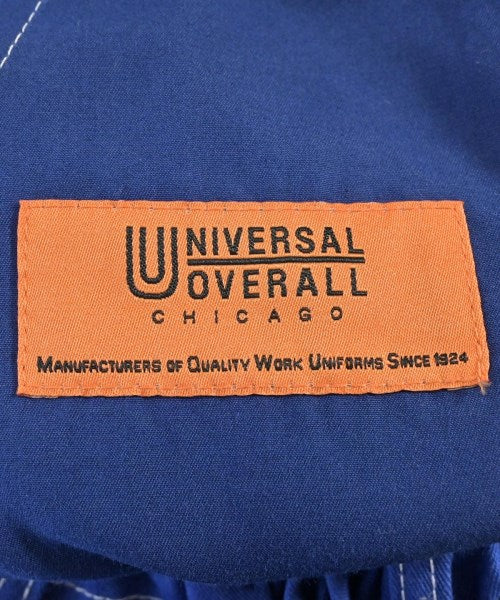 UNIVERSAL
OVERALL
CHICAGO
MANUFACTURERS OF QUALITY WORK UNIFORMS SINCE 1924